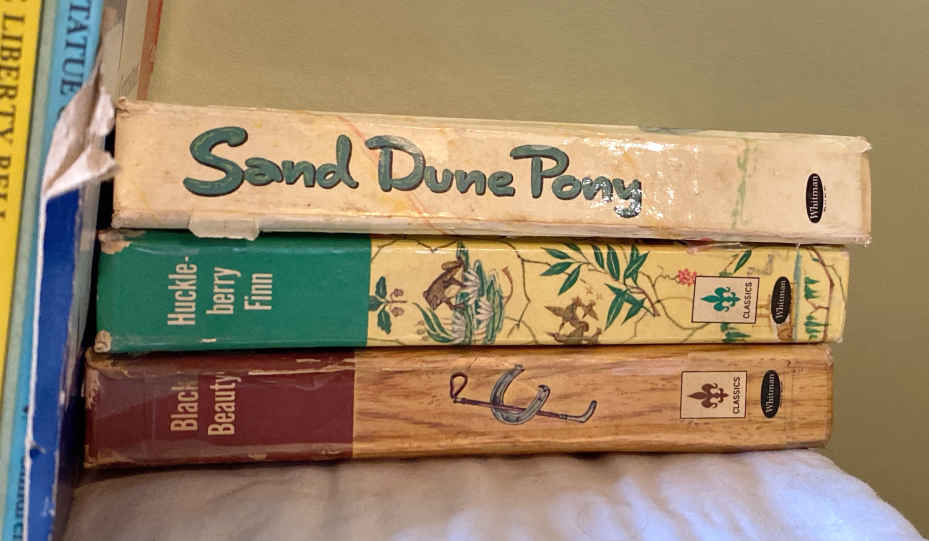 LIBERTY BELL
STATUE
Sand Dune Pony
Whitman
Huckle-
berry
Finn
CLASSICS
Whitman
Black
Beauty
CLASSICS
Whitman